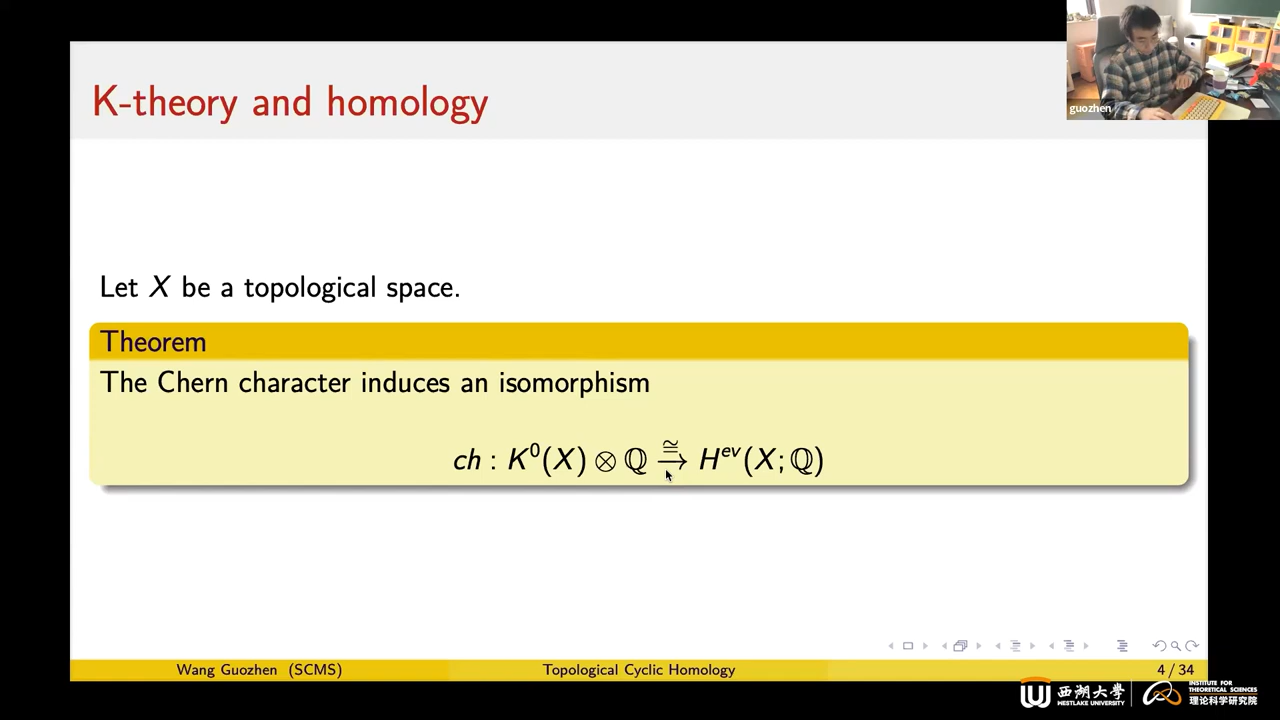 K-theory and homology
guozhen
Let X be a topological space.
Theorem
The Chern character induces an isomorphism
ch : K⁰(X) ⊗ ℚ ≅→ Hᵉᵛ(X; ℚ)
Wang Guozhen (SCMS)
Topological Cyclic Homology
4 / 34
西湖大学
WESTLAKE UNIVERSITY
INSTITUTE FOR
THEORETICAL SCIENCES
理论科学研究院